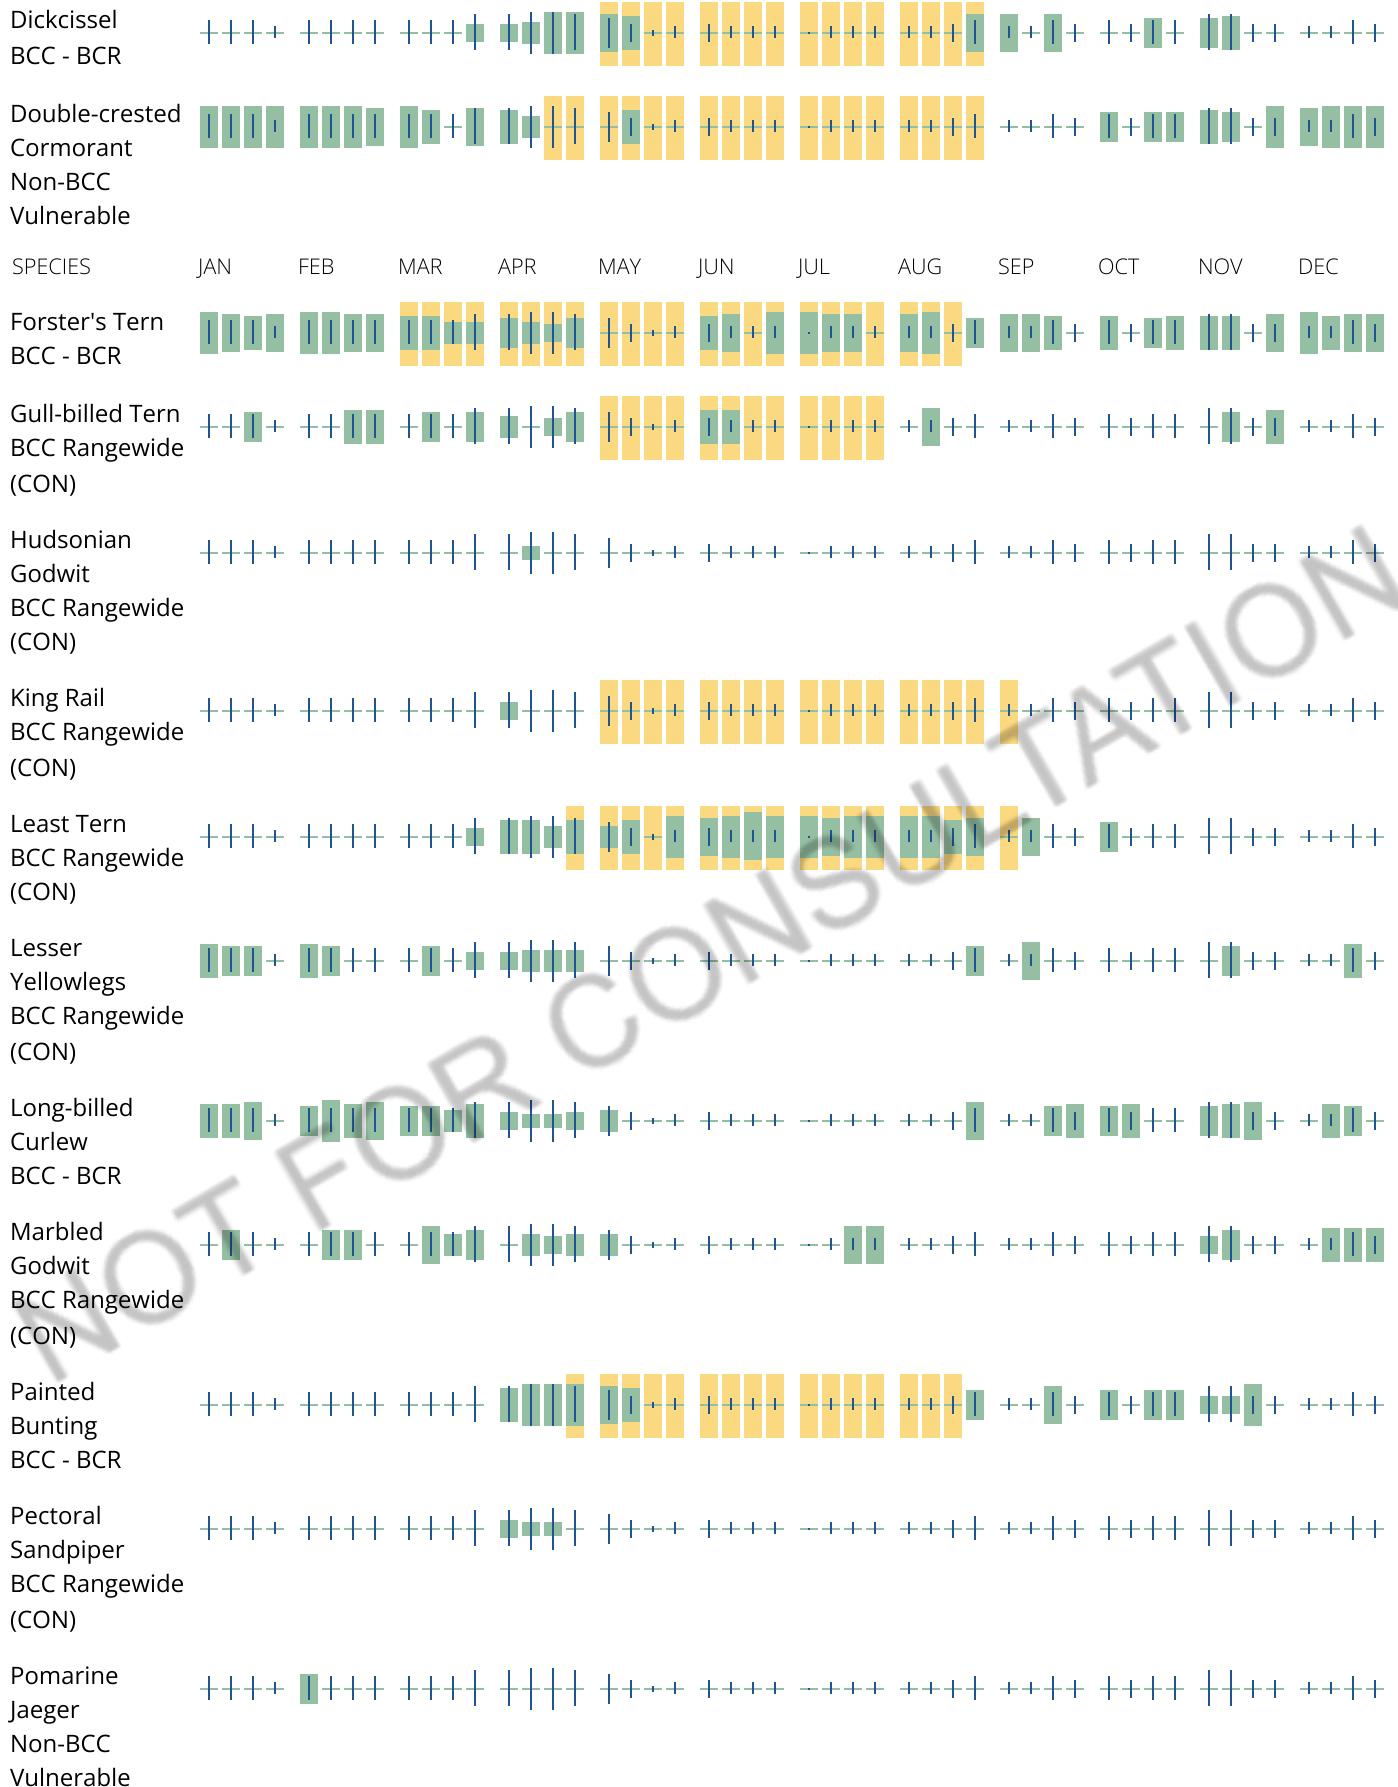 Dickcissel
BCC - BCR
Double-crested
Cormorant
Non-BCC
Vulnerable
SPECIES JAN FEB MAR APR MAY JUN JUL AUG SEP OCT NOV DEC
Forster's Tern
BCC - BCR
Gull-billed Tern
BCC Rangewide
(CON)
Hudsonian
Godwit
BCC Rangewide
(CON)
King Rail
BCC Rangewide
(CON)
Least Tern
BCC Rangewide
(CON)
Lesser
Yellowlegs
BCC Rangewide
(CON)
Long-billed
Curlew
BCC - BCR
Marbled
Godwit
BCC Rangewide
(CON)
Painted
Bunting
BCC - BCR
Pectoral
Sandpiper
BCC Rangewide
(CON)
Pomarine
Jaeger
Non-BCC
Vulnerable
NOT FOR CONSULTATION